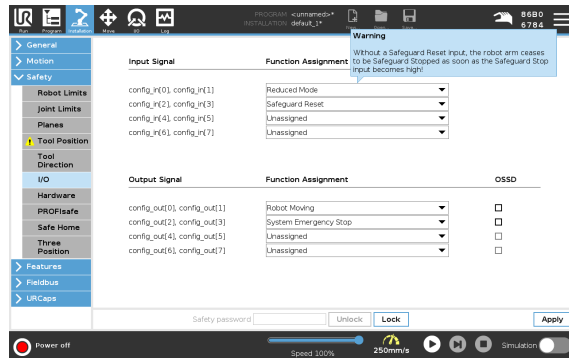 PROGRAM <unnamed>*
INSTALLATION default_1*
86B0
6784
Run Program Installation Move I/O Log
Warning
Without a Safeguard Reset input, the robot arm ceases
to be Safeguard Stopped as soon as the Safeguard Stop
input becomes high!
General
Motion
Safety
Robot Limits
Joint Limits
Planes
Tool Position
Tool
Direction
I/O
Hardware
PROFIsafe
Safe Home
Three
Position
Features
Fieldbus
URCaps
Input Signal Function Assignment
config_in[0], config_in[1] Reduced Mode
config_in[2], config_in[3] Safeguard Reset
config_in[4], config_in[5] Unassigned
config_in[6], config_in[7] Unassigned
Output Signal Function Assignment OSSD
config_out[0], config_out[1] Robot Moving
config_out[2], config_out[3] System Emergency Stop
config_out[4], config_out[5] Unassigned
config_out[6], config_out[7] Unassigned
Safety password Unlock Lock Apply
Power off
Speed 100%
250mm/s
Simulation